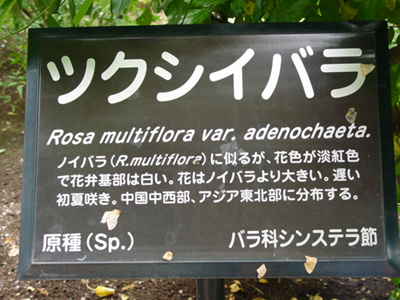 ツクシイバラ
Rosa multiflora var. adenochaeta.
ノイバラ(R.multiflora)に似るが、花色が淡紅色
で花弁基部は白い。花はノイバラより大きい。遅い
初夏咲き。中国中西部、アジア東北部に分布する。
原種(Sp.) バラ科シンステラ節